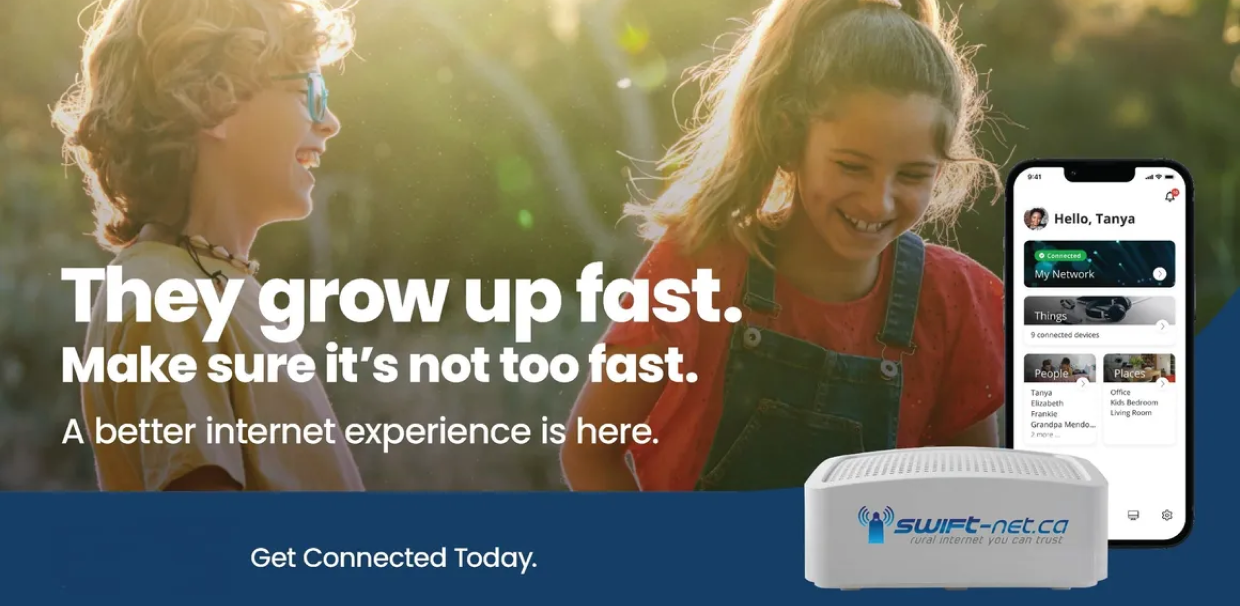 They grow up fast.
Make sure it's not too fast.
A better internet experience is here.
Get Connected Today.
9:41
Hello, Tanya
Connected
My Network
Things
9 connected devices
People
Tanya
Elizabeth
Frankie
Grandpa Mendo...
2 more ...
Places
Office
Kids Bedroom
Living Room
swift-net.ca
rural internet you can trust